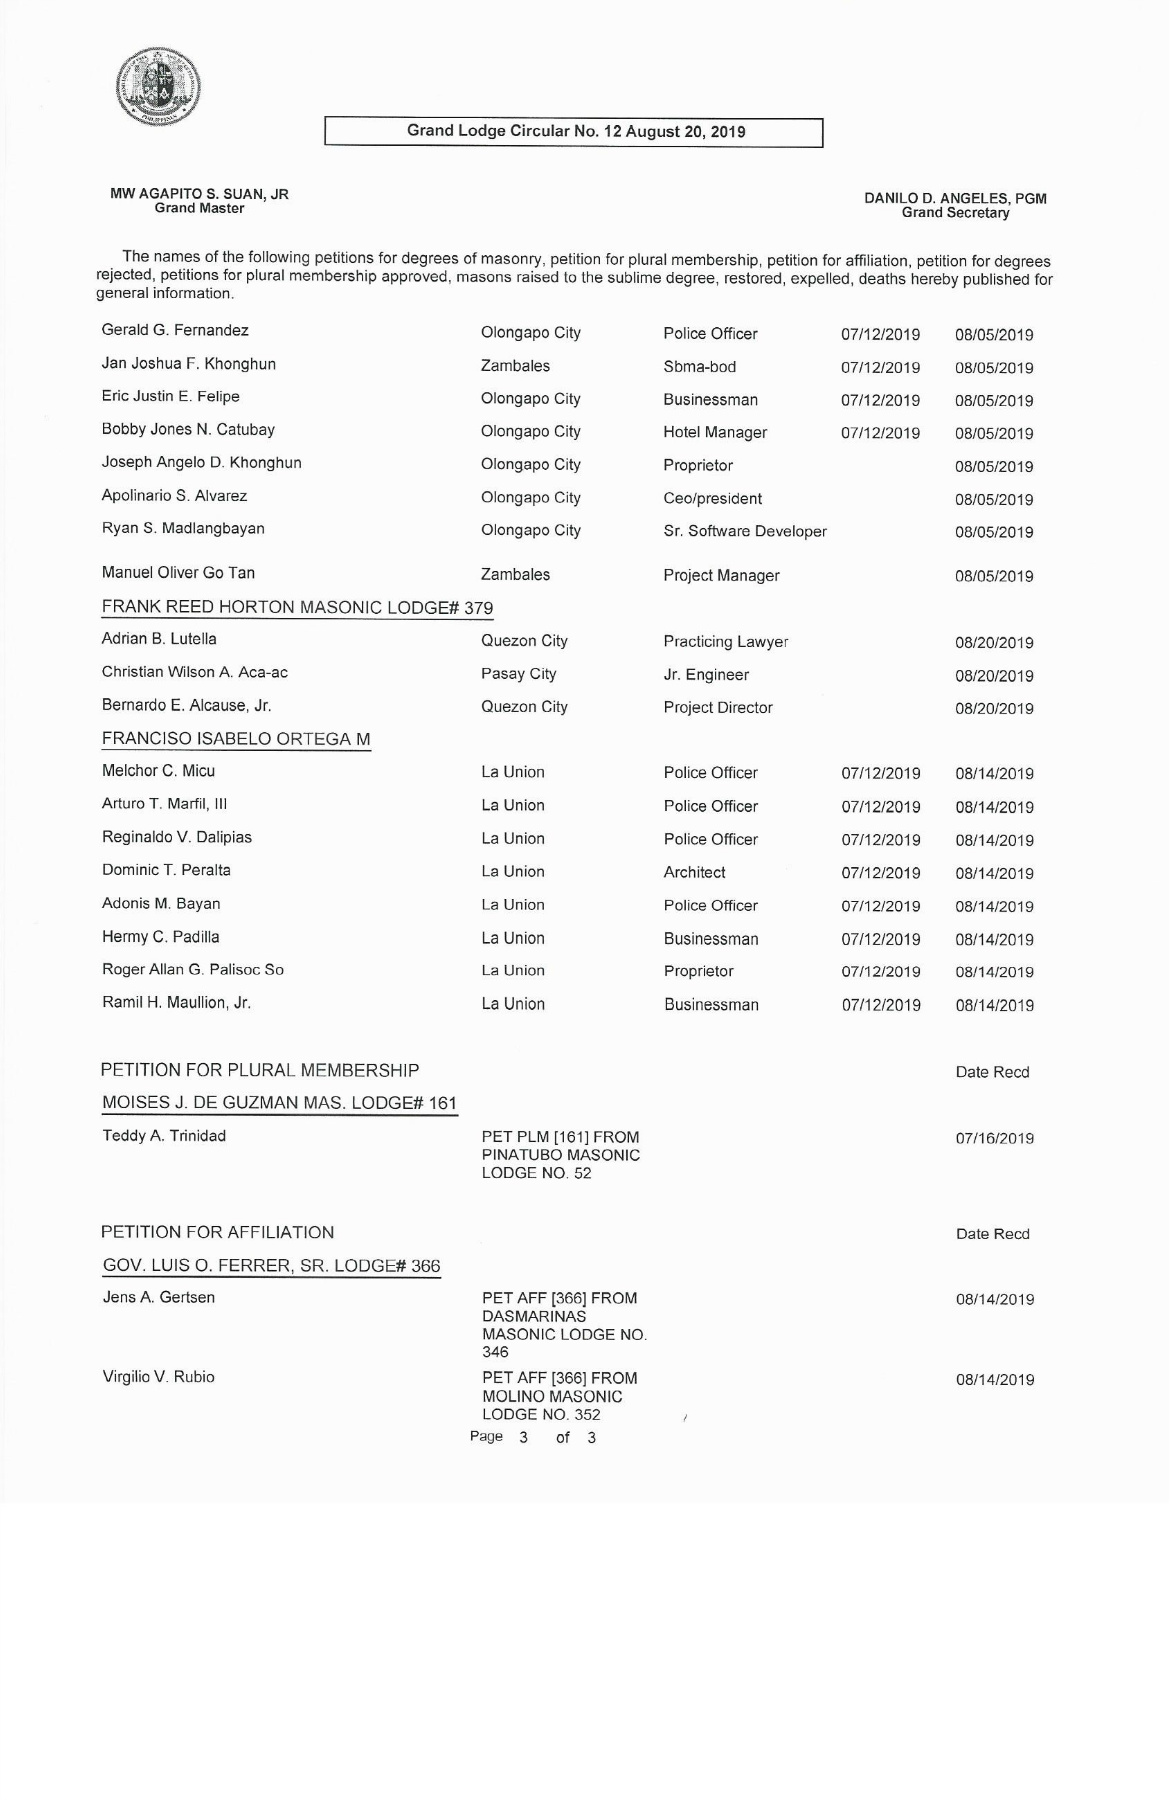 PHILIPPINES
Grand Lodge Circular No. 12 August 20, 2019
MW AGAPITO S. SUAN, JR
Grand Master
DANILO D. ANGELES, PGM
Grand Secretary
The names of the following petitions for degrees of masonry, petition for plural membership, petition for affiliation, petition for degrees
rejected, petitions for plural membership approved, masons raised to the sublime degree, restored, expelled, deaths hereby published for
general information.
Gerald G. Fernandez Olongapo City Police Officer 07/12/2019 08/05/2019
Jan Joshua F. Khonghun Zambales Sbma-bod 07/12/2019 08/05/2019
Eric Justin E. Felipe Olongapo City Businessman 07/12/2019 08/05/2019
Bobby Jones N. Catubay Olongapo City Hotel Manager 07/12/2019 08/05/2019
Joseph Angelo D. Khonghun Olongapo City Proprietor 08/05/2019
Apolinario S. Alvarez Olongapo City Ceo/president 08/05/2019
Ryan S. Madlangbayan Olongapo City Sr. Software Developer 08/05/2019
Manuel Oliver Go Tan Zambales Project Manager 08/05/2019
FRANK REED HORTON MASONIC LODGE# 379
Adrian B. Lutella Quezon City Practicing Lawyer 08/20/2019
Christian Wilson A. Aca-ac Pasay City Jr. Engineer 08/20/2019
Bernardo E. Alcause, Jr. Quezon City Project Director 08/20/2019
FRANCISO ISABELO ORTEGA M
Melchor C. Micu La Union Police Officer 07/12/2019 08/14/2019
Arturo T. Marfil, III La Union Police Officer 07/12/2019 08/14/2019
Reginaldo V. Dalipias La Union Police Officer 07/12/2019 08/14/2019
Dominic T. Peralta La Union Architect 07/12/2019 08/14/2019
Adonis M. Bayan La Union Police Officer 07/12/2019 08/14/2019
Hermy C. Padilla La Union Businessman 07/12/2019 08/14/2019
Roger Allan G. Palisoc So La Union Proprietor 07/12/2019 08/14/2019
Ramil H. Maullion, Jr. La Union Businessman 07/12/2019 08/14/2019
PETITION FOR PLURAL MEMBERSHIP Date Recd
MOISES J. DE GUZMAN MAS. LODGE# 161
Teddy A. Trinidad PET PLM [161] FROM 07/16/2019
PINATUBO MASONIC
LODGE NO. 52
PETITION FOR AFFILIATION Date Recd
GOV. LUIS O. FERRER, SR. LODGE# 366
Jens A. Gertsen PET AFF [366] FROM 08/14/2019
DASMARINAS
MASONIC LODGE NO.
346
Virgilio V. Rubio PET AFF [366] FROM 08/14/2019
MOLINO MASONIC
LODGE NO. 352
Page 3 of 3